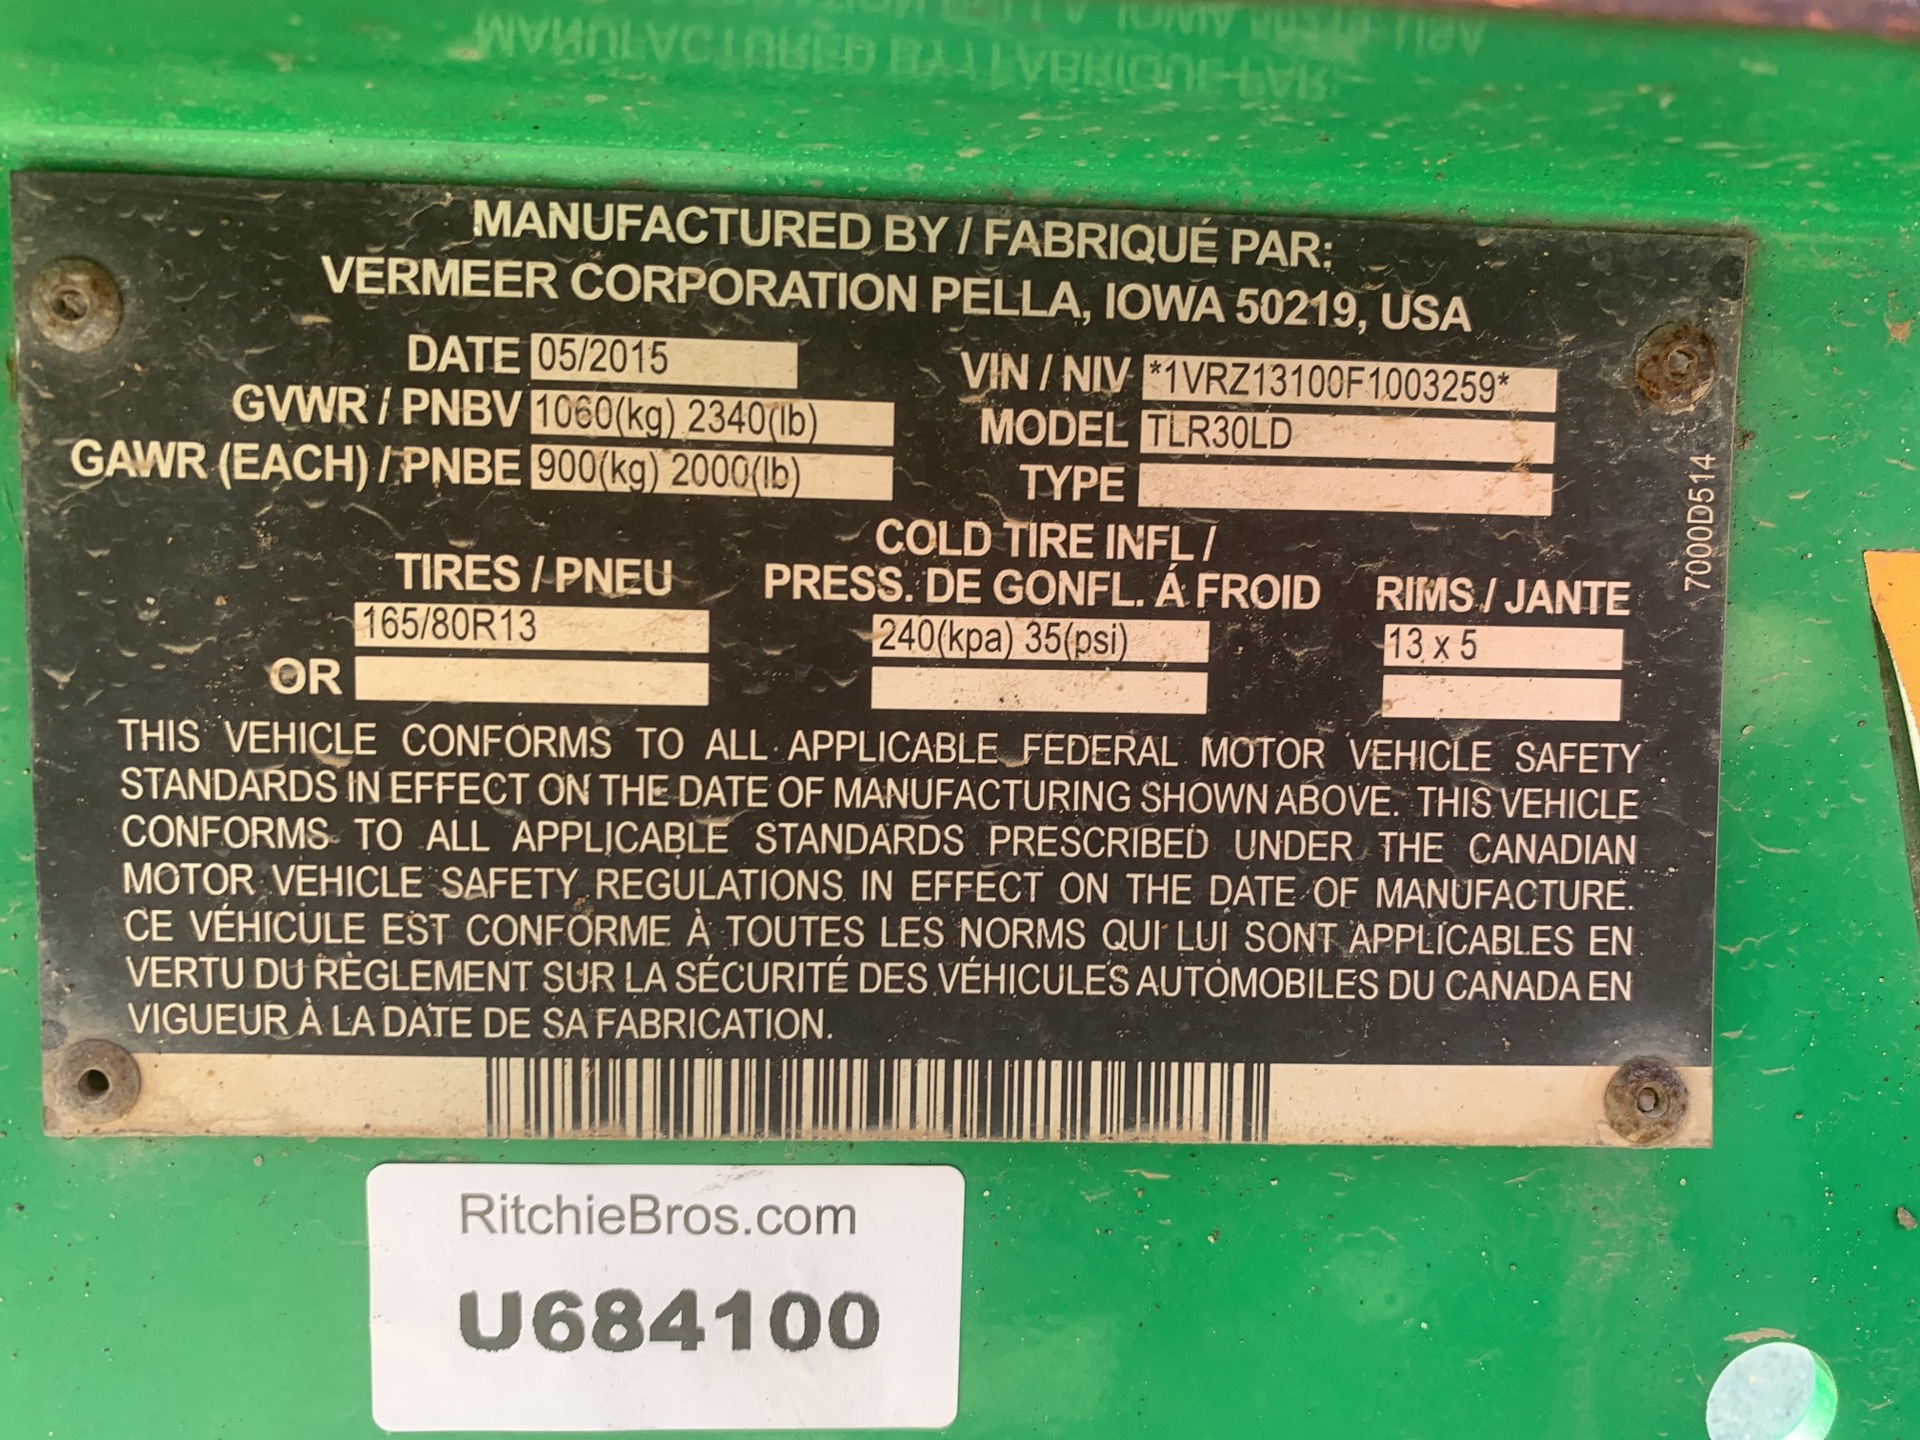 MANUFACTURED BY / FABRIQUÉ PAR:
VERMEER CORPORATION PELLA, IOWA 50219, USA
DATE 05/2015
VIN / NIV *1VRZ13100F1003259*
GVWR / PNBV 1060(kg) 2340(lb)
MODEL TLR30LD
GAWR (EACH) / PNBE 900(kg) 2000(lb)
TYPE
7000D514
TIRES / PNEU
COLD TIRE INFL /
PRESS. DE GONFL. Á FROID
RIMS / JANTE
165/80R13
240(kpa) 35(psi)
13 x 5
OR
THIS VEHICLE CONFORMS TO ALL APPLICABLE FEDERAL MOTOR VEHICLE SAFETY
STANDARDS IN EFFECT ON THE DATE OF MANUFACTURING SHOWN ABOVE. THIS VEHICLE
CONFORMS TO ALL APPLICABLE STANDARDS PRESCRIBED UNDER THE CANADIAN
MOTOR VEHICLE SAFETY REGULATIONS IN EFFECT ON THE DATE OF MANUFACTURE.
CE VÉHICULE EST CONFORME À TOUTES LES NORMS QUI LUI SONT APPLICABLES EN
VERTU DU RÈGLEMENT SUR LA SÉCURITÉ DES VÉHICULES AUTOMOBILES DU CANADA EN
VIGUEUR À LA DATE DE SA FABRICATION.
RitchieBros.com
U684100